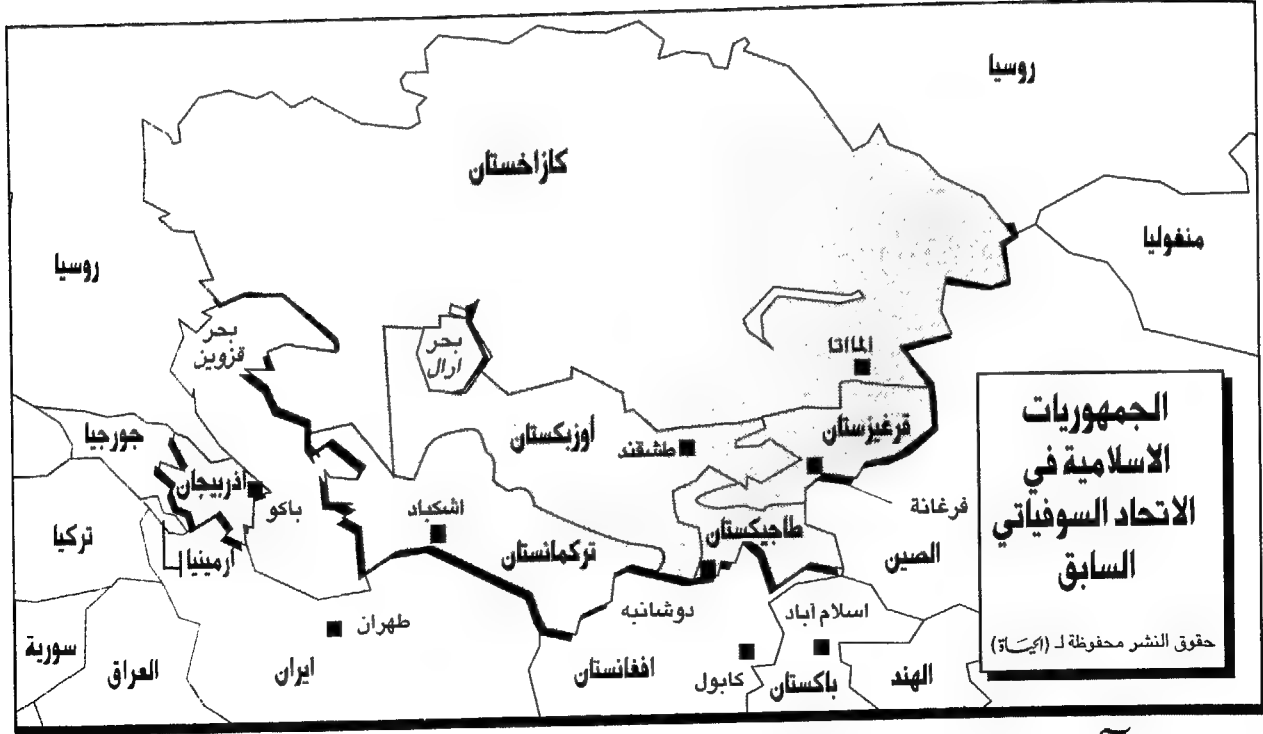 روسيا
كازاخستان
منغوليا
روسيا
بحر
قزوين
بحر
ارال
الماتا
الجمهوريات
الاسلامية في
الاتحاد السوفياتي
السابق
حقوق النشر محفوظة لـ (الحياة)
جورجيا
أوزبكستان
طشقند
قرغيزستان
فرغانة
أذربيجان
باكو
اشكباد
تركمانستان
طاجيكستان
الصين
تركيا
أرمينيا
دوشانبه
اسلام آباد
طهران
سورية
العراق
ايران
افغانستان
كابول
باكستان
الهند